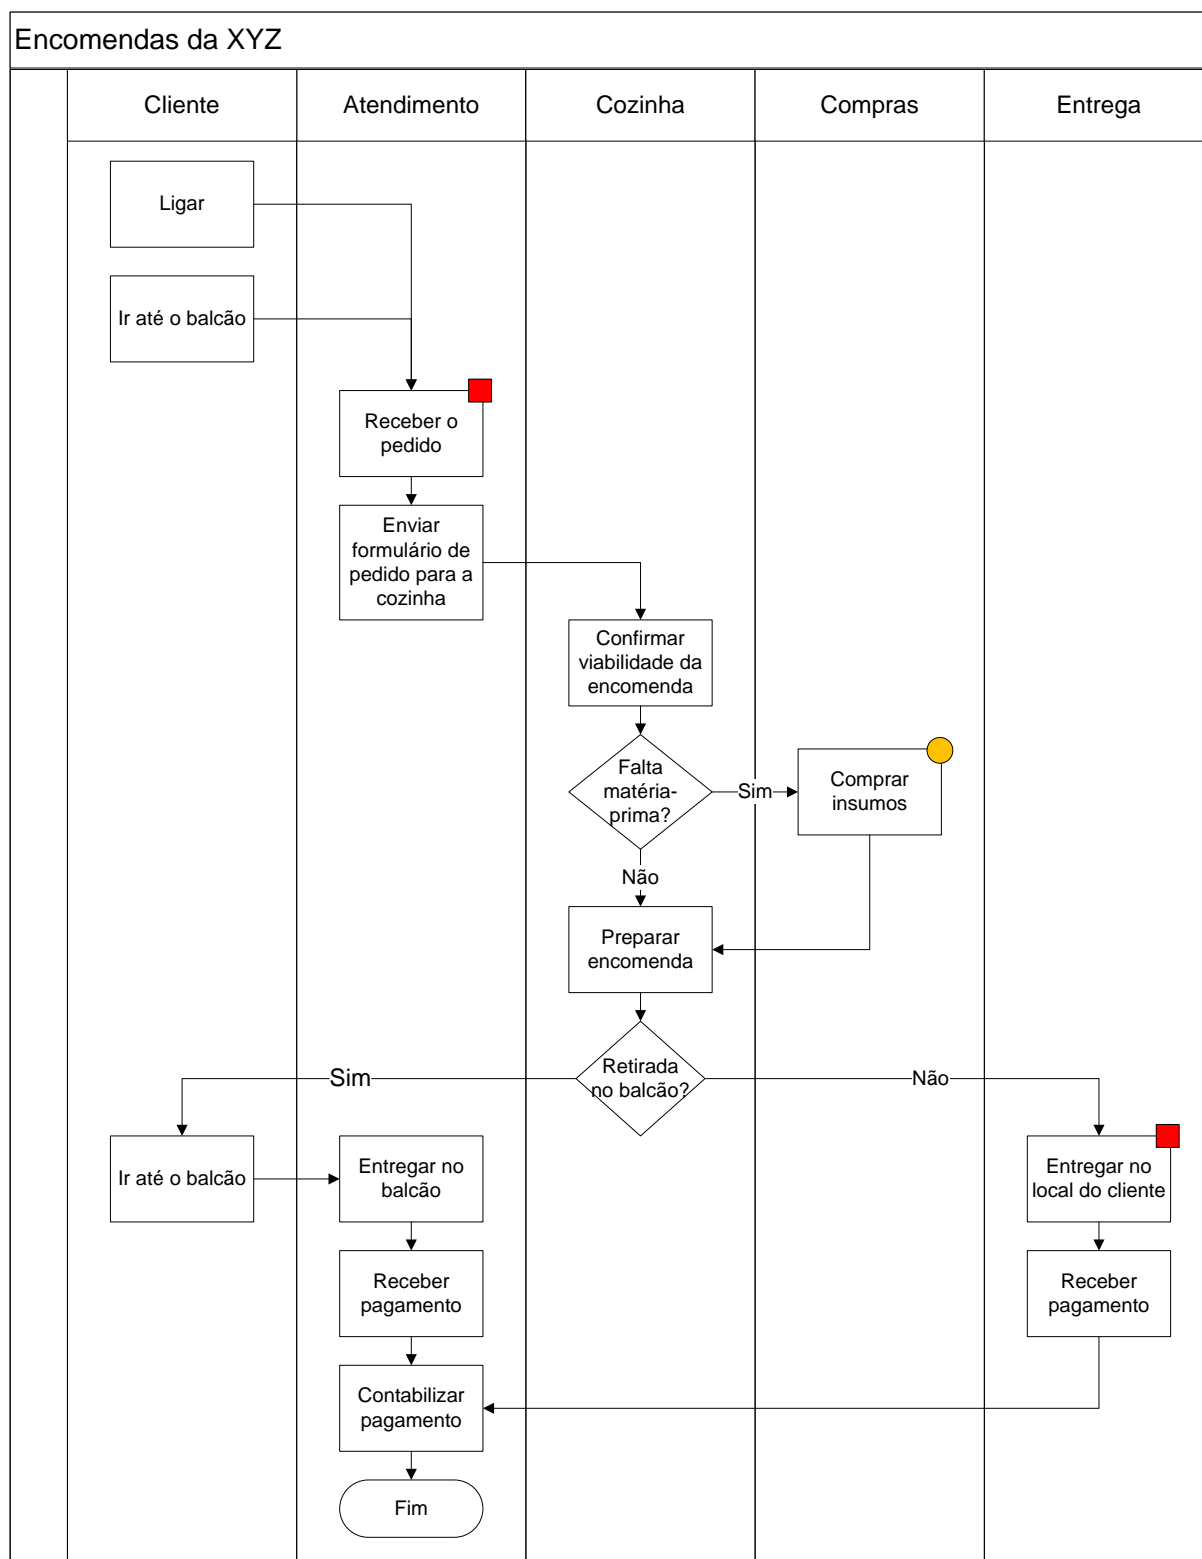 Encomendas da XYZ
Cliente
Atendimento
Cozinha
Compras
Entrega
Ligar
Ir até o balcão
Receber o
pedido
Enviar
formulário de
pedido para a
cozinha
Confirmar
viabilidade da
encomenda
Falta
matéria-
prima?
Sim
Comprar
insumos
Não
Preparar
encomenda
Retirada
no balcão?
Sim
Não
Ir até o balcão
Entregar no
balcão
Entregar no
local do cliente
Receber
pagamento
Receber
pagamento
Contabilizar
pagamento
Fim